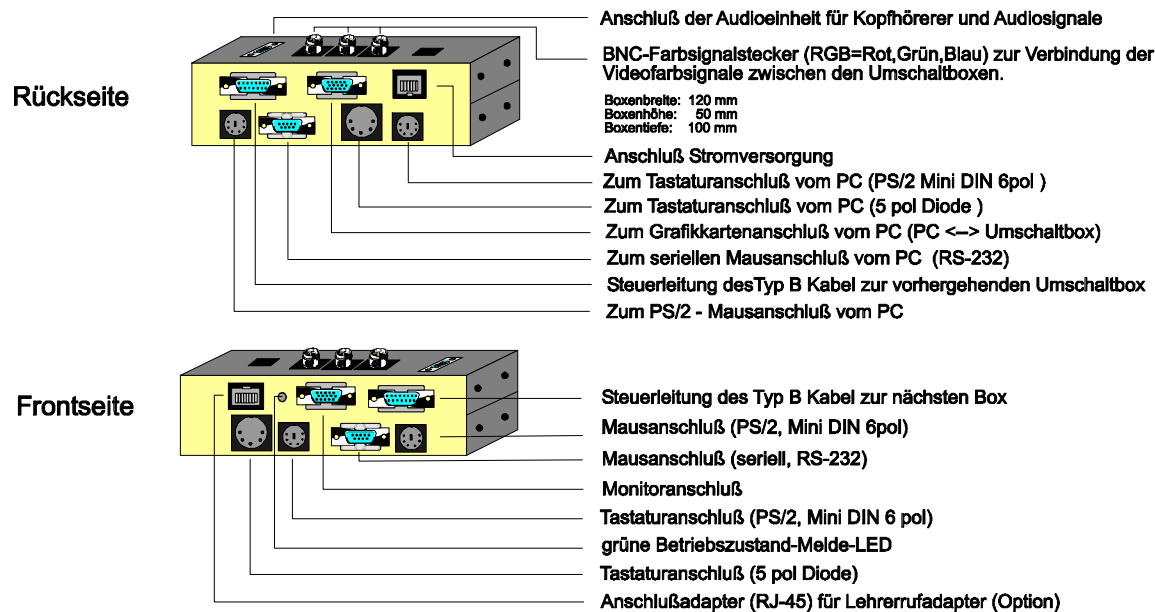 Anschluß der Audioeinheit für Kopfhörerer und Audiosignale
BNC-Farbsignalstecker (RGB=Rot,Grün,Blau) zur Verbindung der
Videofarbsignale zwischen den Umschaltboxen.
Rückseite
Boxenbreite: 120 mm
Boxenhöhe: 50 mm
Boxentiefe: 100 mm
Anschluß Stromversorgung
Zum Tastaturanschluß vom PC (PS/2 Mini DIN 6pol )
Zum Tastaturanschluß vom PC (5 pol Diode )
Zum Grafikkartenanschluß vom PC (PC <--> Umschaltbox)
Zum seriellen Mausanschluß vom PC (RS-232)
Steuerleitung desTyp B Kabel zur vorhergehenden Umschaltbox
Zum PS/2 - Mausanschluß vom PC
Frontseite
Steuerleitung des Typ B Kabel zur nächsten Box
Mausanschluß (PS/2, Mini DIN 6pol)
Mausanschluß (seriell, RS-232)
Monitoranschluß
Tastaturanschluß (PS/2, Mini DIN 6 pol)
grüne Betriebszustand-Melde-LED
Tastaturanschluß (5 pol Diode)
Anschlußadapter (RJ-45) für Lehrerrufadapter (Option)